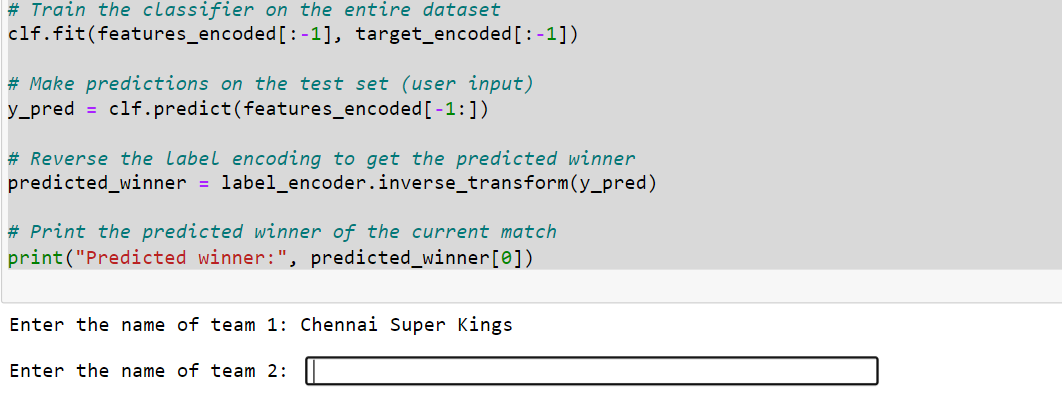 # Train the classifier on the entire dataset
clf.fit(features_encoded[:-1], target_encoded[:-1])
# Make predictions on the test set (user input)
y_pred = clf.predict(features_encoded[-1:])
# Reverse the label encoding to get the predicted winner
predicted_winner = label_encoder.inverse_transform(y_pred)
# Print the predicted winner of the current match
print("Predicted winner:", predicted_winner[0])
Enter the name of team 1: Chennai Super Kings
Enter the name of team 2: